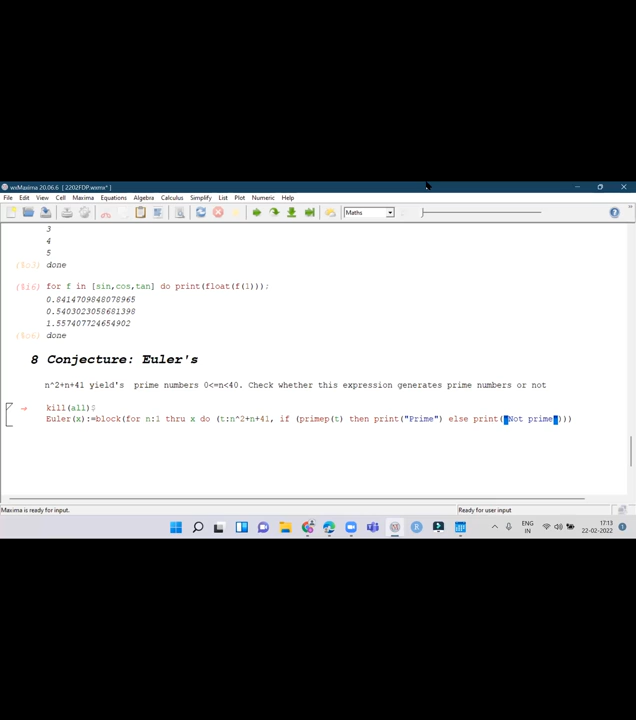 wxMaxima 20.06.6 [ 2202FDP.wxmx* ]
File Edit View Cell Maxima Equations Algebra Calculus Simplify List Plot Numeric Help
Maths
3
4
5
(%o3) done
(%i6) for f in [sin,cos,tan] do print(float(f(1)));
0.8414709848078965
0.5403023058681398
1.557407724654902
(%o6) done
8 Conjecture: Euler's
n^2+n+41 yield's prime numbers 0<=n<40. Check whether this expression generates prime numbers or not
kill(all)$
Euler(x):=block(for n:1 thru x do (t:n^2+n+41, if (primep(t) then print("Prime") else print("Not prime")))
Maxima is ready for input.
Ready for user input
ENG
IN
17:13
22-02-2022